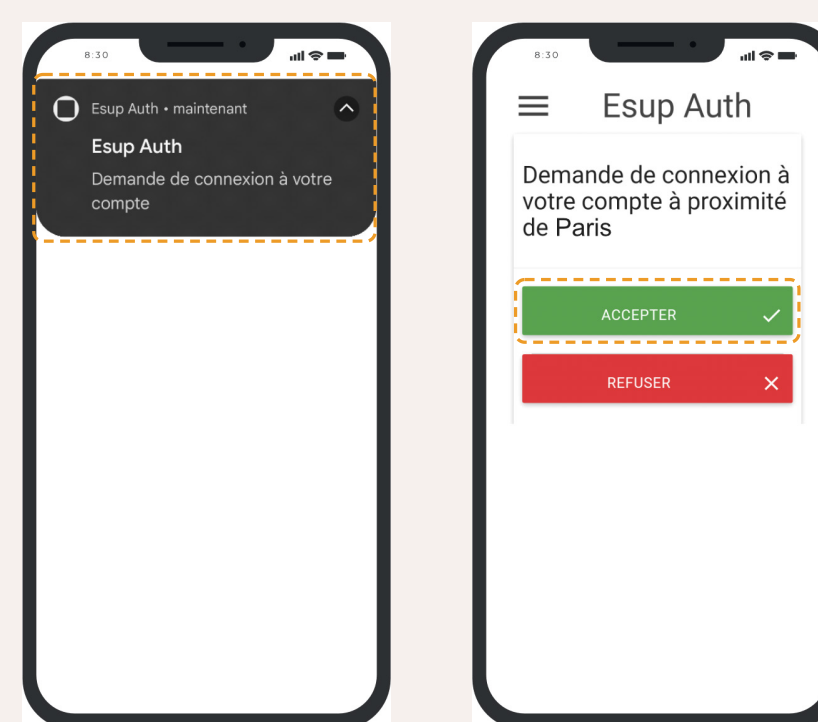 8:30
Esup Auth • maintenant
Esup Auth
Demande de connexion à votre
compte
8:30
Esup Auth
Demande de connexion à
votre compte à proximité
de Paris
ACCEPTER
REFUSER